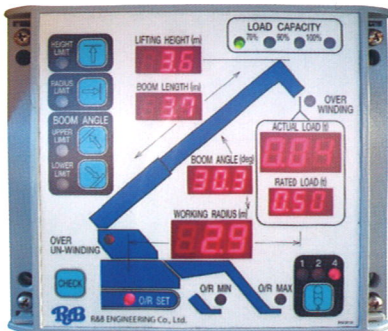 HEIGHT LIMIT
LIFTING HEIGHT (m)
3.6
LOAD CAPACITY
70% 90% 100%
RADIUS LIMIT
BOOM LENGTH (m)
3.7
OVER WINDING
BOOM ANGLE
UPPER LIMIT
LOWER LIMIT
ACTUAL LOAD (t)
0.04
BOOM ANGLE (deg)
30.3
RATED LOAD (t)
0.50
WORKING RADIUS (m)
2.9
OVER UN-WINDING
CHECK
O/R SET
O/R MIN
O/R MAX
1 2 4
R&B
R&B ENGINEERING Co., Ltd.